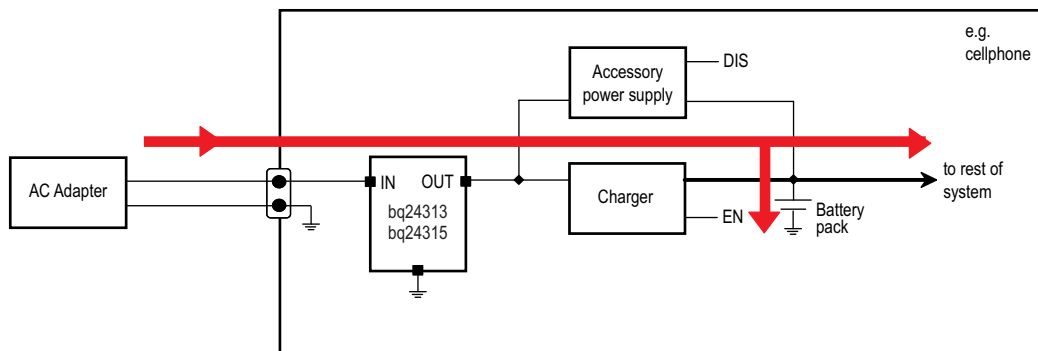 e.g.
cellphone
Accessory
power supply
DIS
AC Adapter
IN
OUT
bq24313
bq24315
Charger
EN
to rest of
system
Battery
pack